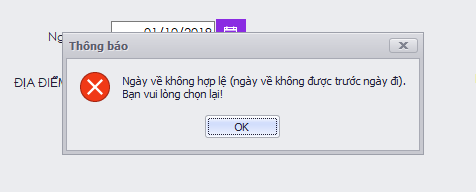 01/10/2018
Thông báo
ĐỊA ĐIỂM
Ngày về không hợp lệ (ngày về không được trước ngày đi).
Bạn vui lòng chọn lại!
OK